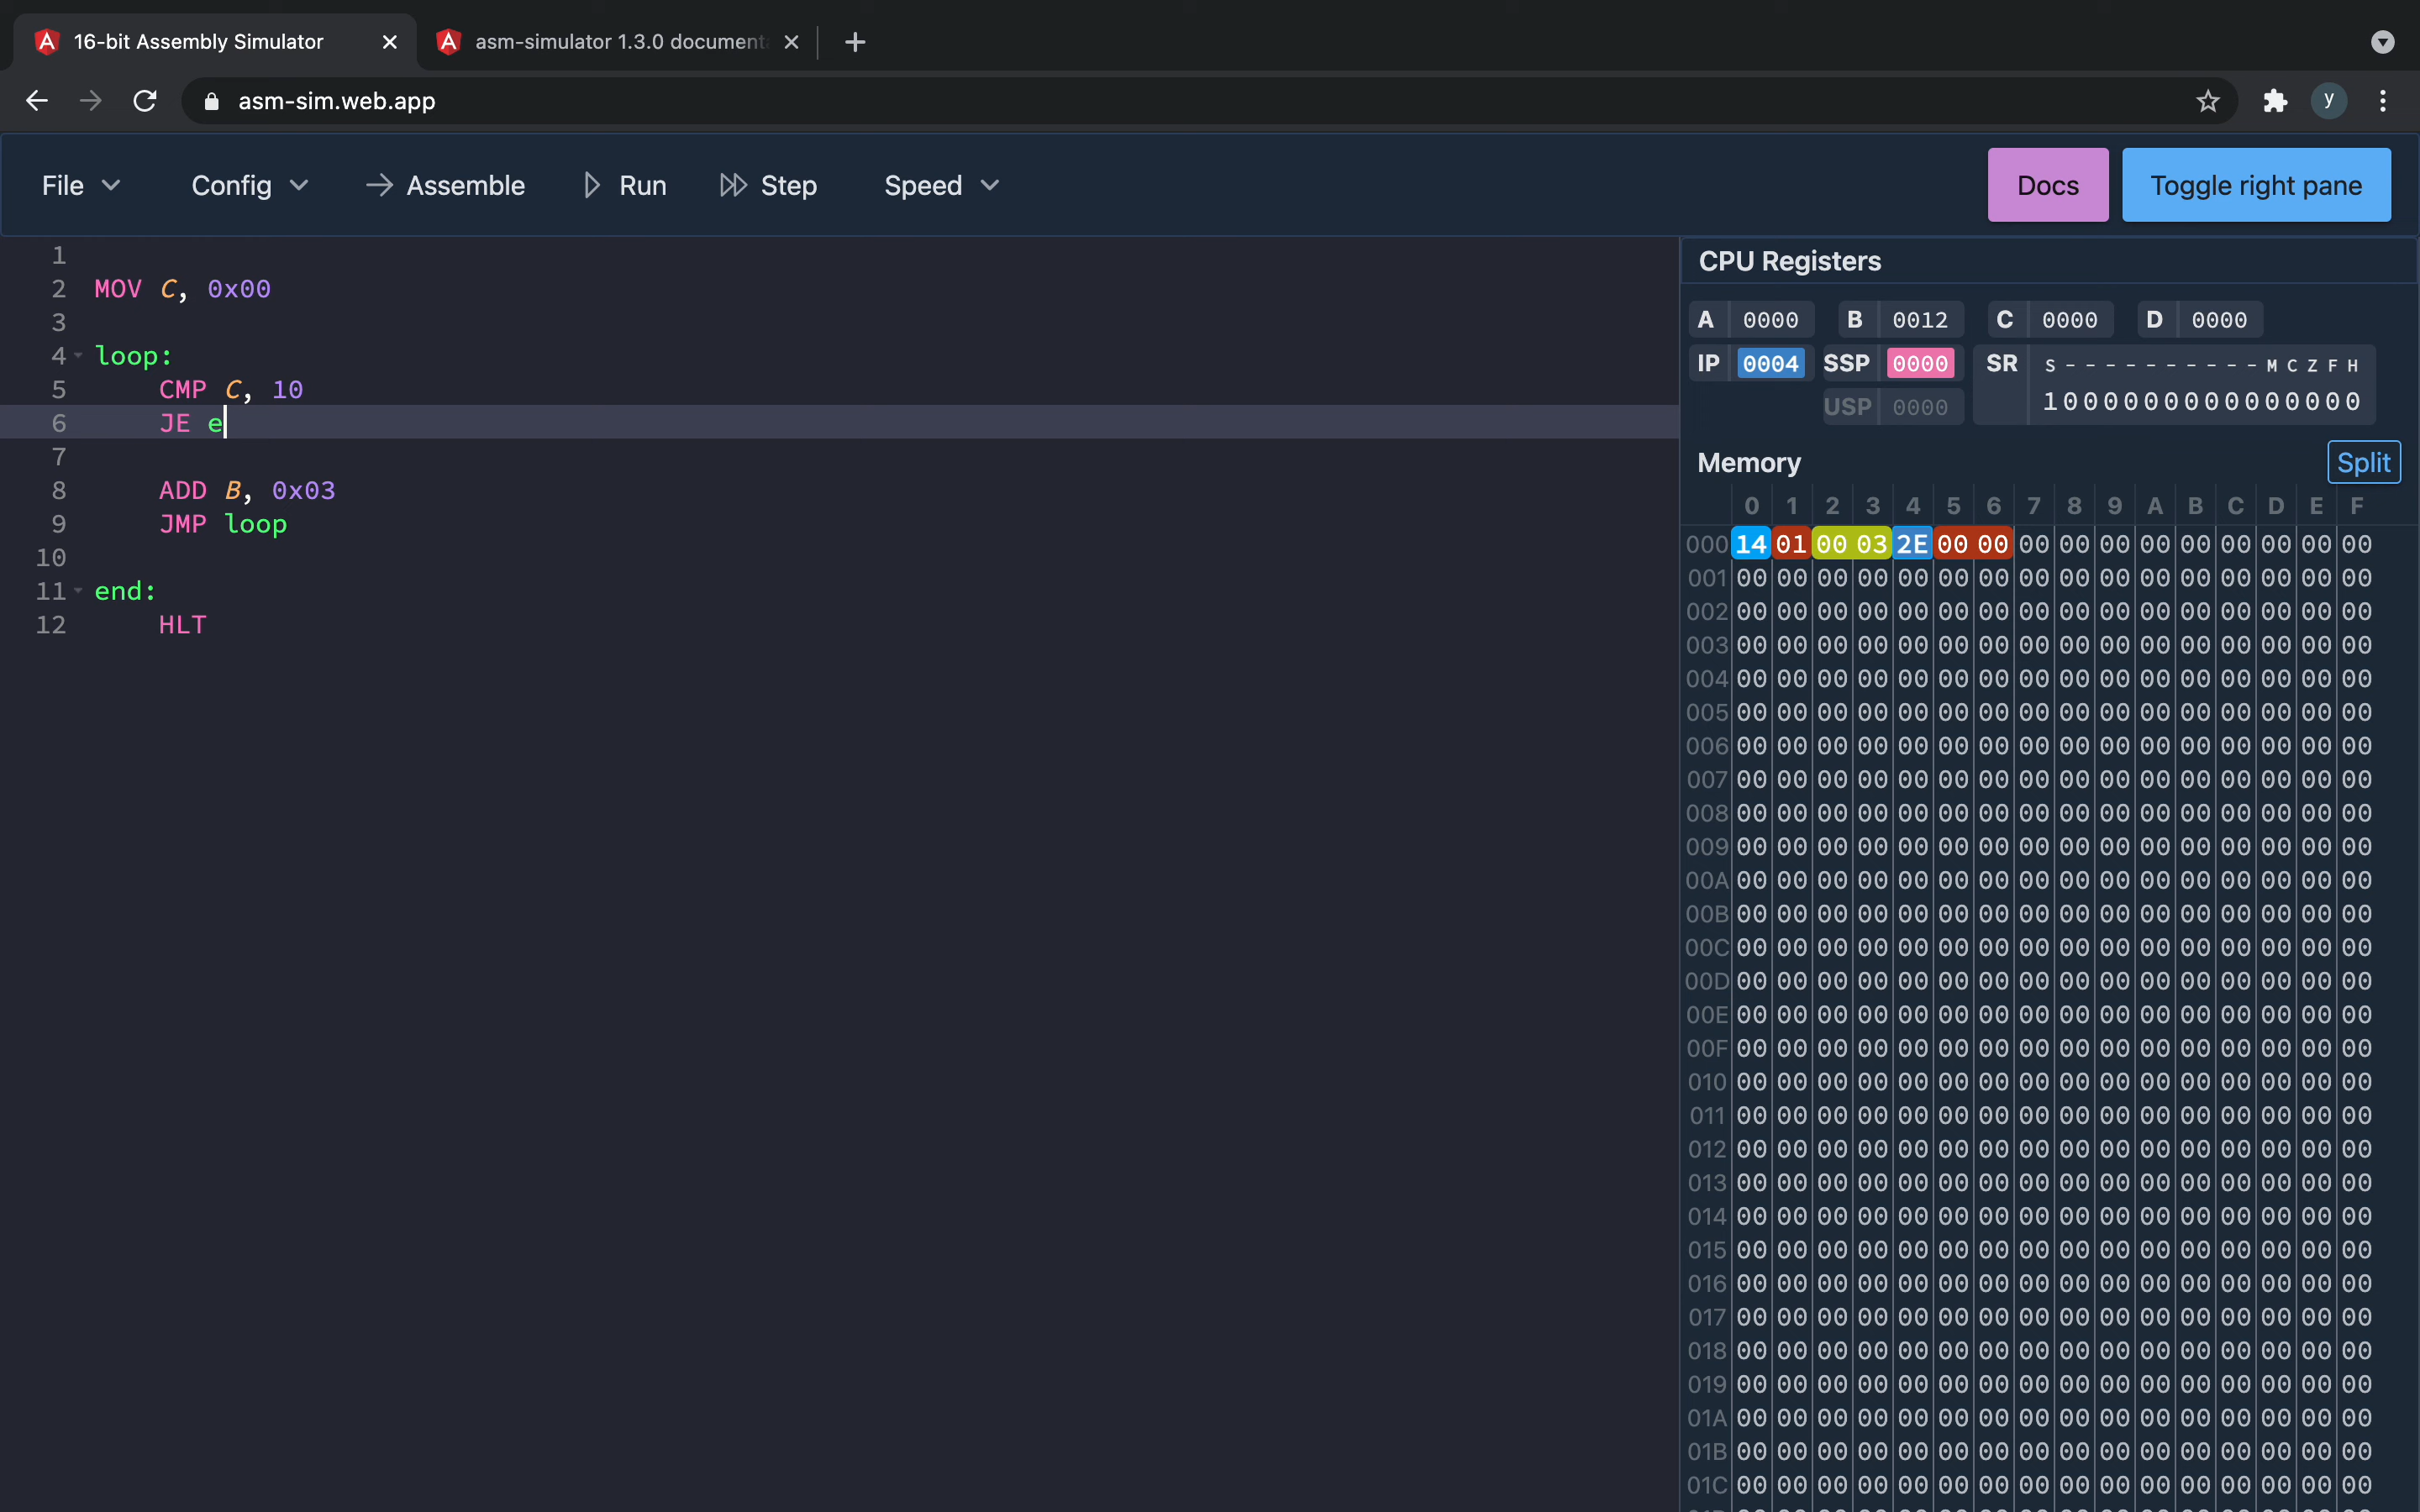 16-bit Assembly Simulator
asm-simulator 1.3.0 document
asm-sim.web.app
y
File Config Assemble Run Step Speed Docs Toggle right pane
1
2 MOV C, 0x00
3
4 loop:
5 CMP C, 10
6 JE e
7
8 ADD B, 0x03
9 JMP loop
10
11 end:
12 HLT
CPU Registers
A 0000 B 0012 C 0000 D 0000
IP 0004 SSP 0000 SR S - - - - - - - - - - M C Z F H
USP 0000 1000000000000000
Memory Split
0 1 2 3 4 5 6 7 8 9 A B C D E F
000 14 01 00 03 2E 00 00 00 00 00 00 00 00 00 00 00
001 00 00 00 00 00 00 00 00 00 00 00 00 00 00 00 00
002 00 00 00 00 00 00 00 00 00 00 00 00 00 00 00 00
003 00 00 00 00 00 00 00 00 00 00 00 00 00 00 00 00
004 00 00 00 00 00 00 00 00 00 00 00 00 00 00 00 00
005 00 00 00 00 00 00 00 00 00 00 00 00 00 00 00 00
006 00 00 00 00 00 00 00 00 00 00 00 00 00 00 00 00
007 00 00 00 00 00 00 00 00 00 00 00 00 00 00 00 00
008 00 00 00 00 00 00 00 00 00 00 00 00 00 00 00 00
009 00 00 00 00 00 00 00 00 00 00 00 00 00 00 00 00
00A 00 00 00 00 00 00 00 00 00 00 00 00 00 00 00 00
00B 00 00 00 00 00 00 00 00 00 00 00 00 00 00 00 00
00C 00 00 00 00 00 00 00 00 00 00 00 00 00 00 00 00
00D 00 00 00 00 00 00 00 00 00 00 00 00 00 00 00 00
00E 00 00 00 00 00 00 00 00 00 00 00 00 00 00 00 00
00F 00 00 00 00 00 00 00 00 00 00 00 00 00 00 00 00
010 00 00 00 00 00 00 00 00 00 00 00 00 00 00 00 00
011 00 00 00 00 00 00 00 00 00 00 00 00 00 00 00 00
012 00 00 00 00 00 00 00 00 00 00 00 00 00 00 00 00
013 00 00 00 00 00 00 00 00 00 00 00 00 00 00 00 00
014 00 00 00 00 00 00 00 00 00 00 00 00 00 00 00 00
015 00 00 00 00 00 00 00 00 00 00 00 00 00 00 00 00
016 00 00 00 00 00 00 00 00 00 00 00 00 00 00 00 00
017 00 00 00 00 00 00 00 00 00 00 00 00 00 00 00 00
018 00 00 00 00 00 00 00 00 00 00 00 00 00 00 00 00
019 00 00 00 00 00 00 00 00 00 00 00 00 00 00 00 00
01A 00 00 00 00 00 00 00 00 00 00 00 00 00 00 00 00
01B 00 00 00 00 00 00 00 00 00 00 00 00 00 00 00 00
01C 00 00 00 00 00 00 00 00 00 00 00 00 00 00 00 00